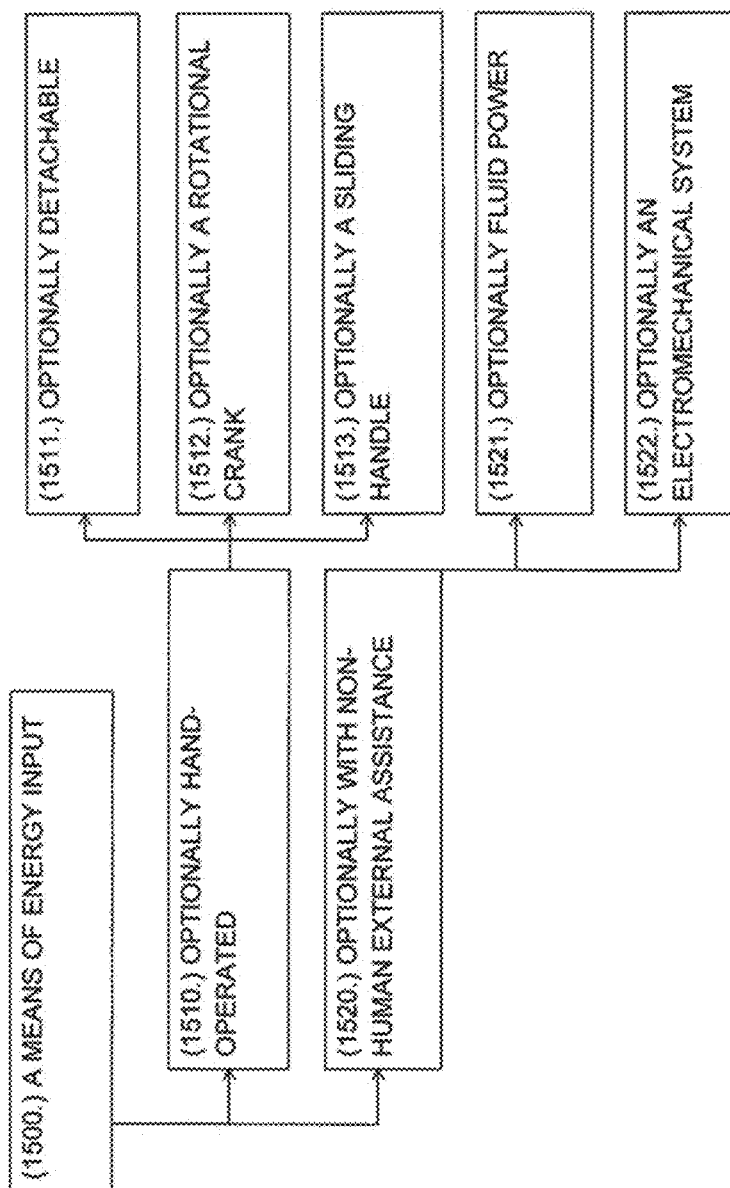 (1500.) A MEANS OF ENERGY INPUT
(1510.) OPTIONALLY HAND-
OPERATED
(1511.) OPTIONALLY DETACHABLE
(1512.) OPTIONALLY A ROTATIONAL
CRANK
(1513.) OPTIONALLY A SLIDING
HANDLE
(1520.) OPTIONALLY WITH NON-
HUMAN EXTERNAL ASSISTANCE
(1521.) OPTIONALLY FLUID POWER
(1522.) OPTIONALLY AN
ELECTROMECHANICAL SYSTEM